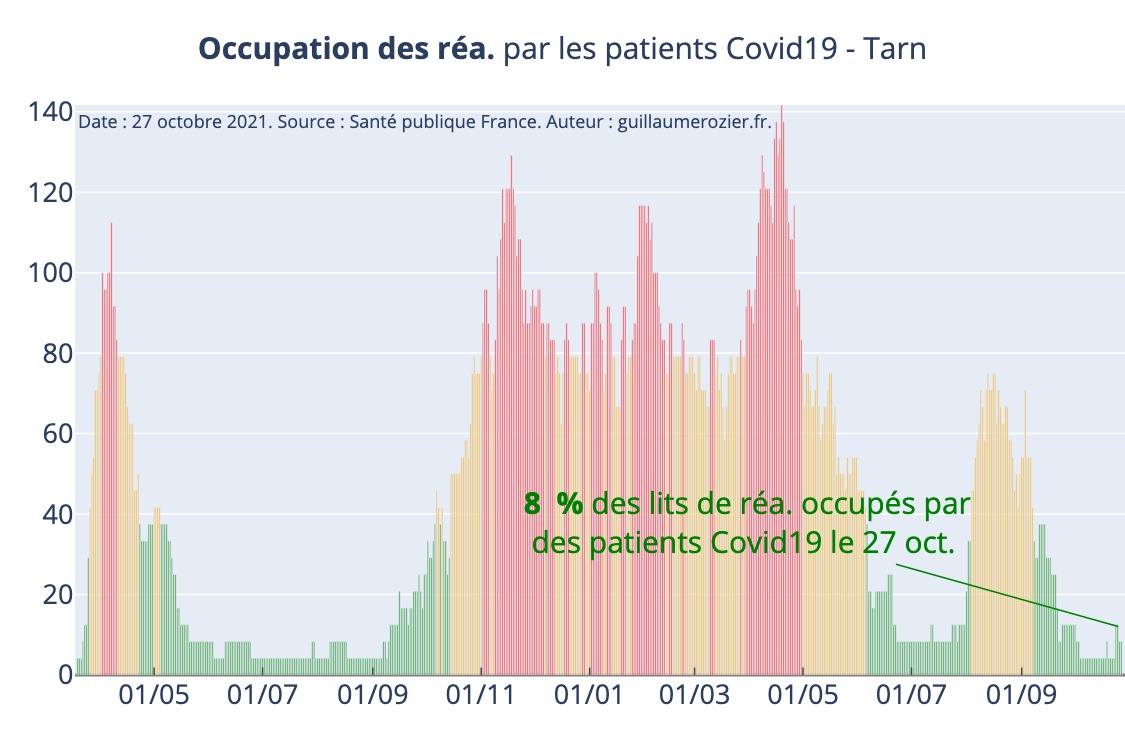 Occupation des réa. par les patients Covid19 - Tarn
140
Date : 27 octobre 2021. Source : Santé publique France. Auteur : guillaumerozier.fr.
120
100
80
60
40
20
0
8 % des lits de réa. occupés par
des patients Covid19 le 27 oct.
01/05 01/07 01/09 01/11 01/01 01/03 01/05 01/07 01/09